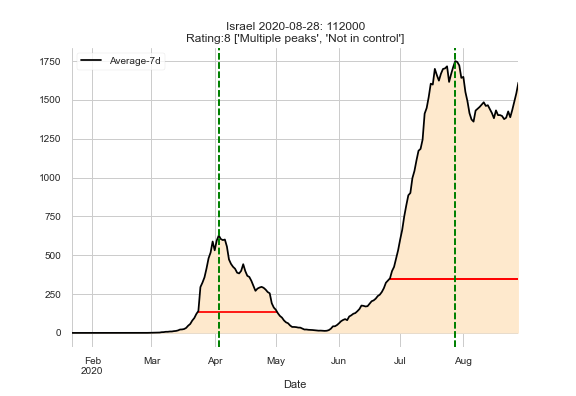 Israel 2020-08-28: 112000
Rating:8 ['Multiple peaks', 'Not in control']
Average-7d
1750
1500
1250
1000
750
500
250
0
Feb
2020
Mar
Apr
May
Jun
Jul
Aug
Date